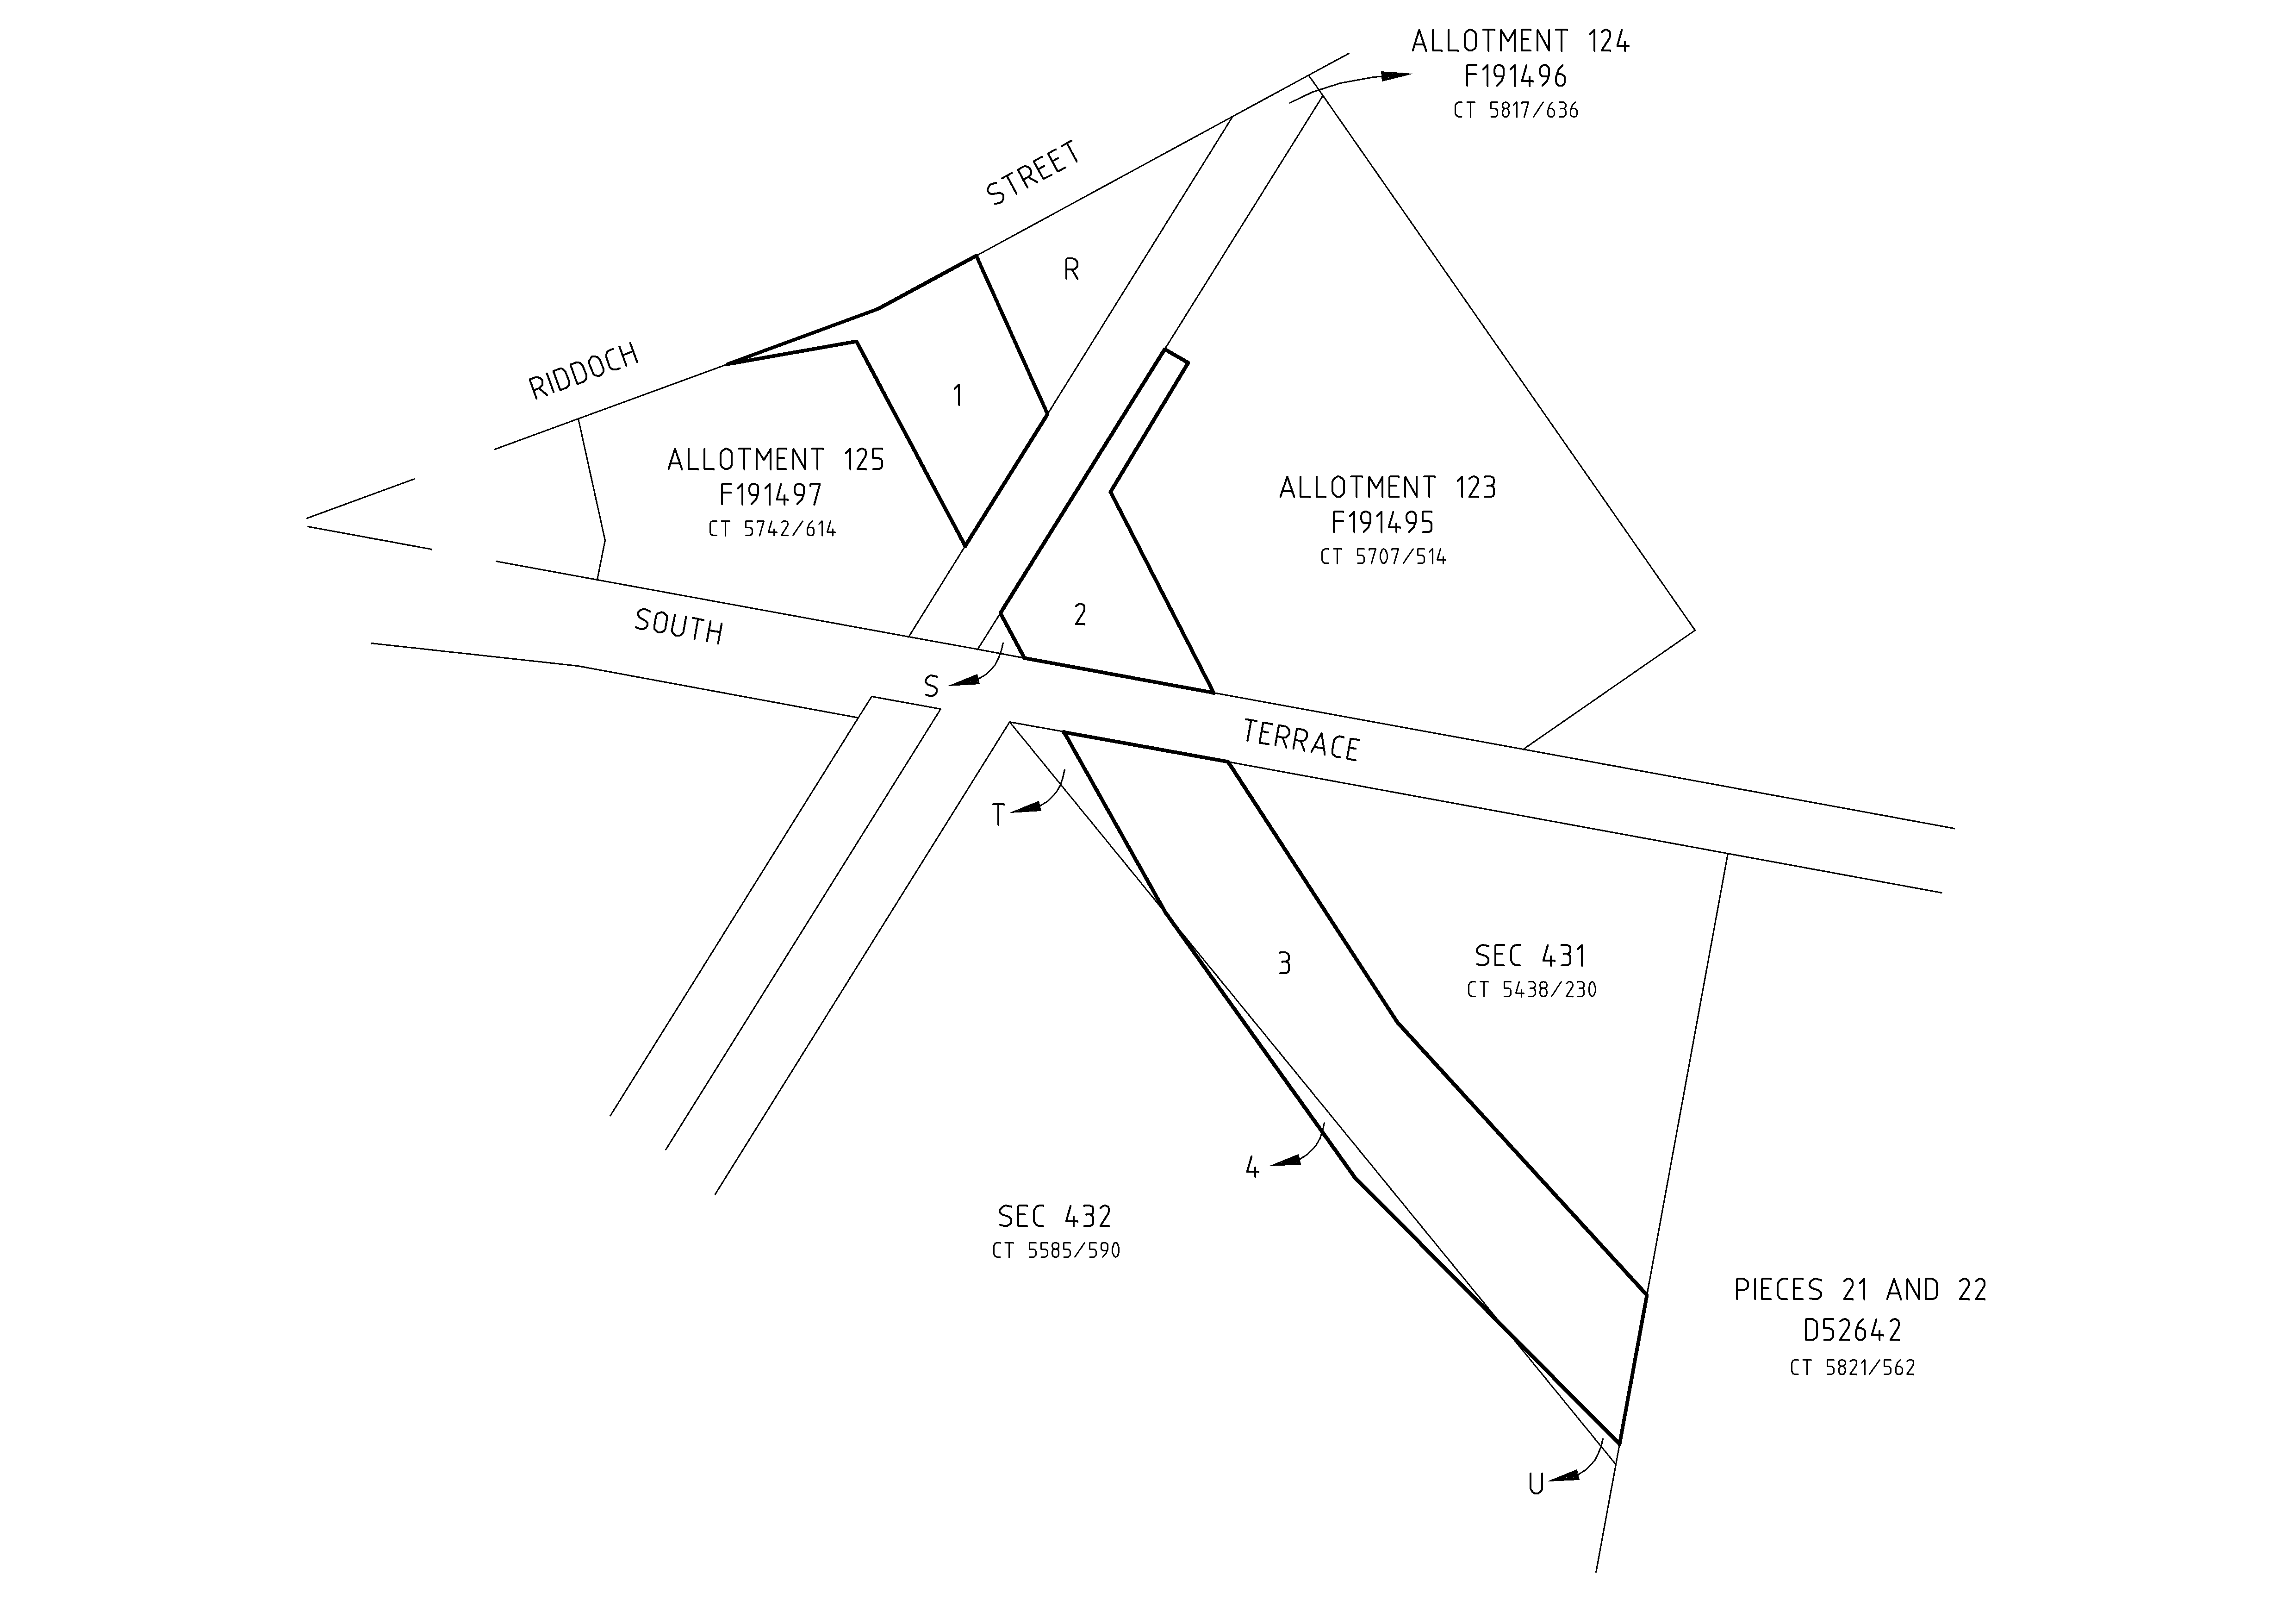 ALLOTMENT 124
F191496
CT 5817/636
STREET
R
RIDDOCH
1
ALLOTMENT 125
F191497
CT 5742/614
ALLOTMENT 123
F191495
CT 5707/514
2
SOUTH
S
TERRACE
T
3
SEC 431
CT 5438/230
4
SEC 432
CT 5585/590
PIECES 21 AND 22
D52642
CT 5821/562
U